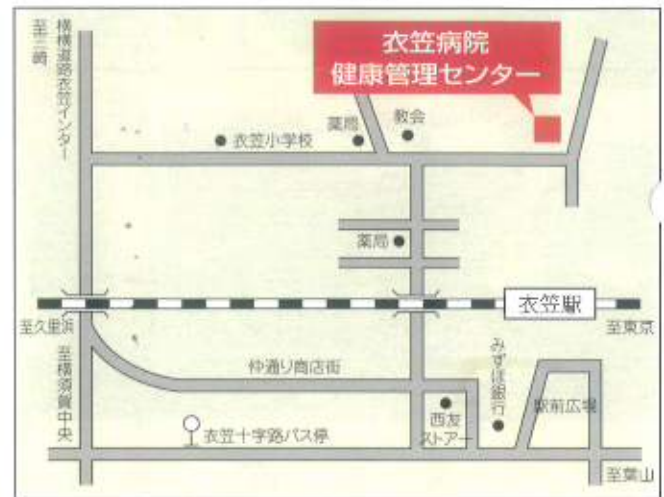 至三崎
横横道路衣笠インター
衣笠病院
健康管理センター
薬局
教会
衣笠小学校
薬局
衣笠駅
至久里浜
至東京
至横須賀中央
仲通り商店街
みずほ銀行
駅前広場
西友
ストアー
衣笠十字路バス停
至葉山